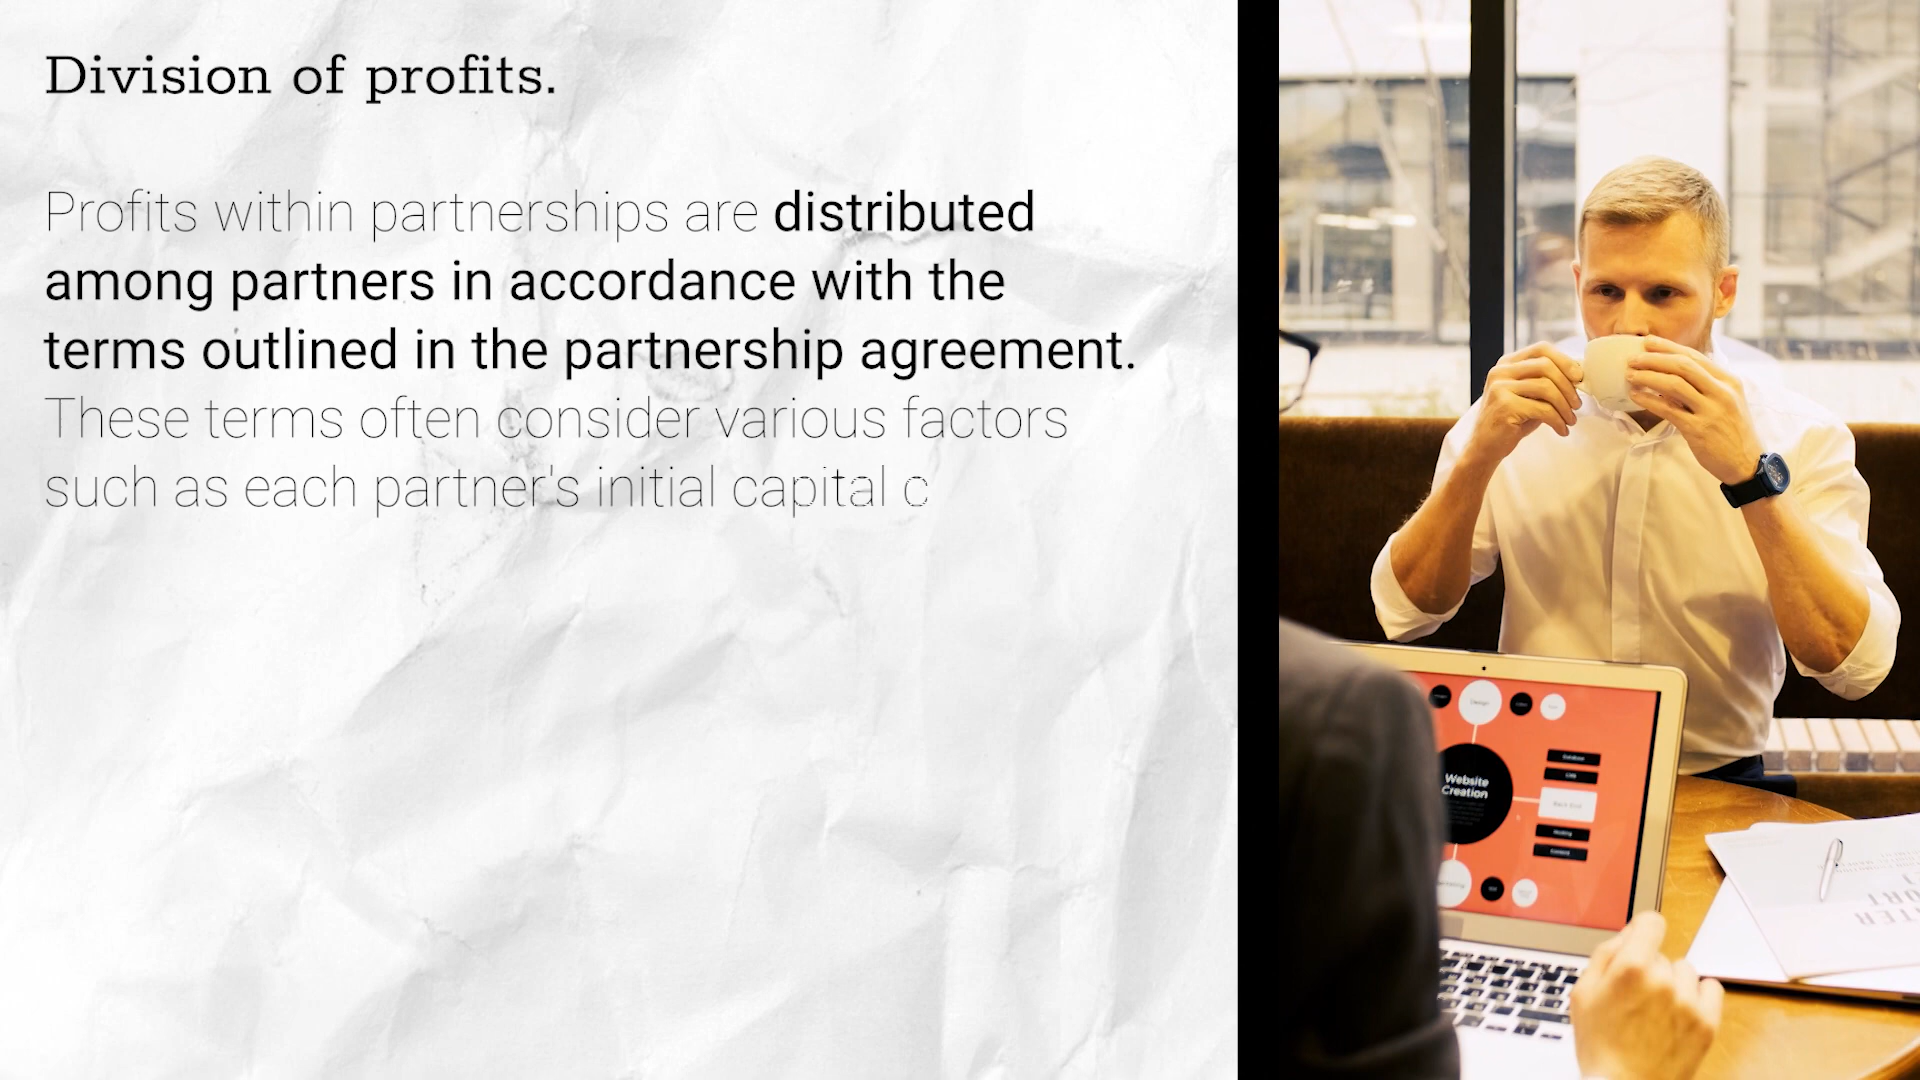 Division of profits.
Profits within partnerships are distributed
among partners in accordance with the
terms outlined in the partnership agreement.
These terms often consider various factors
such as each partner's initial capital c
Website
Creation